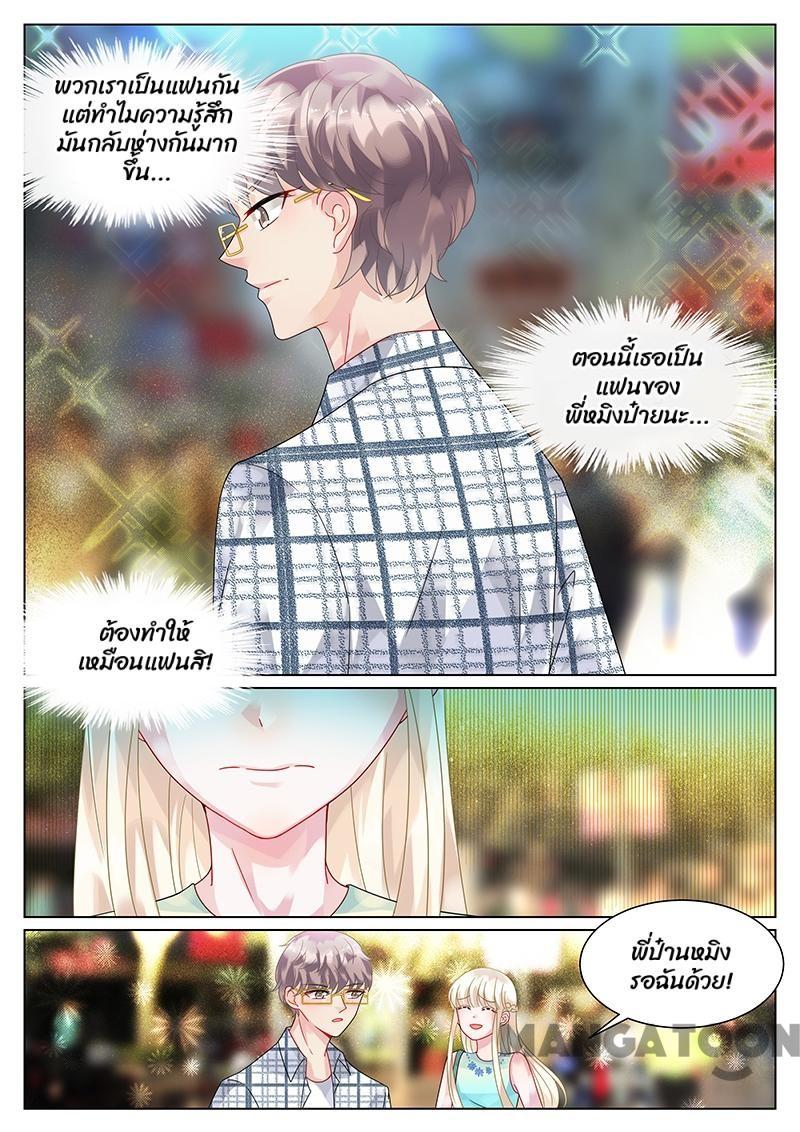 พวกเราเป็นแฟนกัน
แต่ทำไมความรู้สึก
มันกลับห่างกันมาก
ขึ้น...
ตอนนี้เธอเป็น
แฟนของ
พี่หมิงป๋ายนะ...
ต้องทำให้
เหมือนแฟนสิ!
พี่ป๋านหมิง
รอฉันด้วย!
MANGATOON